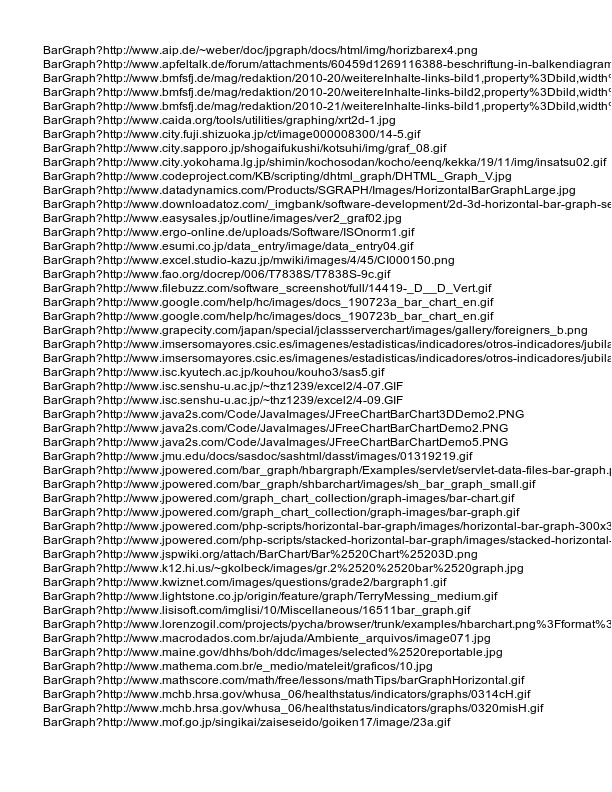 BarGraph?http://www.aip.de/~weber/doc/jpgraph/docs/html/img/horizbarex4.png
BarGraph?http://www.apfeltalk.de/forum/attachments/60459d1269116388-beschriftung-in-balkendiagram
BarGraph?http://www.bmfsfj.de/mag/redaktion/2010-20/weitereInhalte-links-bild1,property%3Dbild,width%
BarGraph?http://www.bmfsfj.de/mag/redaktion/2010-20/weitereInhalte-links-bild2,property%3Dbild,width%
BarGraph?http://www.bmfsfj.de/mag/redaktion/2010-21/weitereInhalte-links-bild1,property%3Dbild,width%
BarGraph?http://www.caida.org/tools/utilities/graphing/xrt2d-1.jpg
BarGraph?http://www.city.fuji.shizuoka.jp/ct/image000008300/14-5.gif
BarGraph?http://www.city.sapporo.jp/shogaifukushi/kotsuhi/img/graf_08.gif
BarGraph?http://www.city.yokohama.lg.jp/shimin/kochosodan/kocho/eenq/kekka/19/11/img/insatsu02.gif
BarGraph?http://www.codeproject.com/KB/scripting/dhtml_graph/DHTML_Graph_V.jpg
BarGraph?http://www.datadynamics.com/Products/SGRAPH/Images/HorizontalBarGraphLarge.jpg
BarGraph?http://www.downloadatoz.com/_imgbank/software-development/2d-3d-horizontal-bar-graph-se
BarGraph?http://www.easysales.jp/outline/images/ver2_graf02.jpg
BarGraph?http://www.ergo-online.de/uploads/Software/ISOnorm1.gif
BarGraph?http://www.esumi.co.jp/data_entry/image/data_entry04.gif
BarGraph?http://www.excel.studio-kazu.jp/mwiki/images/4/45/CI000150.png
BarGraph?http://www.fao.org/docrep/006/T7838S/T7838S-9c.gif
BarGraph?http://www.filebuzz.com/software_screenshot/full/14419-_D__D_Vert.gif
BarGraph?http://www.google.com/help/hc/images/docs_190723a_bar_chart_en.gif
BarGraph?http://www.google.com/help/hc/images/docs_190723b_bar_chart_en.gif
BarGraph?http://www.grapecity.com/japan/special/jclassserverchart/images/gallery/foreigners_b.png
BarGraph?http://www.imsersomayores.csic.es/imagenes/estadisticas/indicadores/otros-indicadores/jubila
BarGraph?http://www.imsersomayores.csic.es/imagenes/estadisticas/indicadores/otros-indicadores/jubila
BarGraph?http://www.isc.kyutech.ac.jp/kouhou/kouho3/sas5.gif
BarGraph?http://www.isc.senshu-u.ac.jp/~thz1239/excel2/4-07.GIF
BarGraph?http://www.isc.senshu-u.ac.jp/~thz1239/excel2/4-09.GIF
BarGraph?http://www.java2s.com/Code/JavaImages/JFreeChartBarChart3DDemo2.PNG
BarGraph?http://www.java2s.com/Code/JavaImages/JFreeChartBarChartDemo2.PNG
BarGraph?http://www.java2s.com/Code/JavaImages/JFreeChartBarChartDemo5.PNG
BarGraph?http://www.jmu.edu/docs/sasdoc/sashtml/dasst/images/01319219.gif
BarGraph?http://www.jpowered.com/bar_graph/hbargraph/Examples/servlet/servlet-data-files-bar-graph.p
BarGraph?http://www.jpowered.com/bar_graph/shbarchart/images/sh_bar_graph_small.gif
BarGraph?http://www.jpowered.com/graph_chart_collection/graph-images/bar-chart.gif
BarGraph?http://www.jpowered.com/graph_chart_collection/graph-images/bar-graph.gif
BarGraph?http://www.jpowered.com/php-scripts/horizontal-bar-graph/images/horizontal-bar-graph-300x3
BarGraph?http://www.jpowered.com/php-scripts/stacked-horizontal-bar-graph/images/stacked-horizontal-
BarGraph?http://www.jspwiki.org/attach/BarChart/Bar%2520Chart%25203D.png
BarGraph?http://www.k12.hi.us/~gkolbeck/images/gr.2%2520%2520bar%2520graph.jpg
BarGraph?http://www.kwiznet.com/images/questions/grade2/bargraph1.gif
BarGraph?http://www.lightstone.co.jp/origin/feature/graph/TerryMessing_medium.gif
BarGraph?http://www.lisisoft.com/imglisi/10/Miscellaneous/16511bar_graph.gif
BarGraph?http://www.lorenzogil.com/projects/pycha/browser/trunk/examples/hbarchart.png%3Fformat%3
BarGraph?http://www.macrodados.com.br/ajuda/Ambiente_arquivos/image071.jpg
BarGraph?http://www.maine.gov/dhhs/boh/ddc/images/selected%2520reportable.jpg
BarGraph?http://www.mathema.com.br/e_medio/mateleit/graficos/10.jpg
BarGraph?http://www.mathscore.com/math/free/lessons/mathTips/barGraphHorizontal.gif
BarGraph?http://www.mchb.hrsa.gov/whusa_06/healthstatus/indicators/graphs/0314cH.gif
BarGraph?http://www.mchb.hrsa.gov/whusa_06/healthstatus/indicators/graphs/0320misH.gif
BarGraph?http://www.mof.go.jp/singikai/zaiseseido/goiken17/image/23a.gif